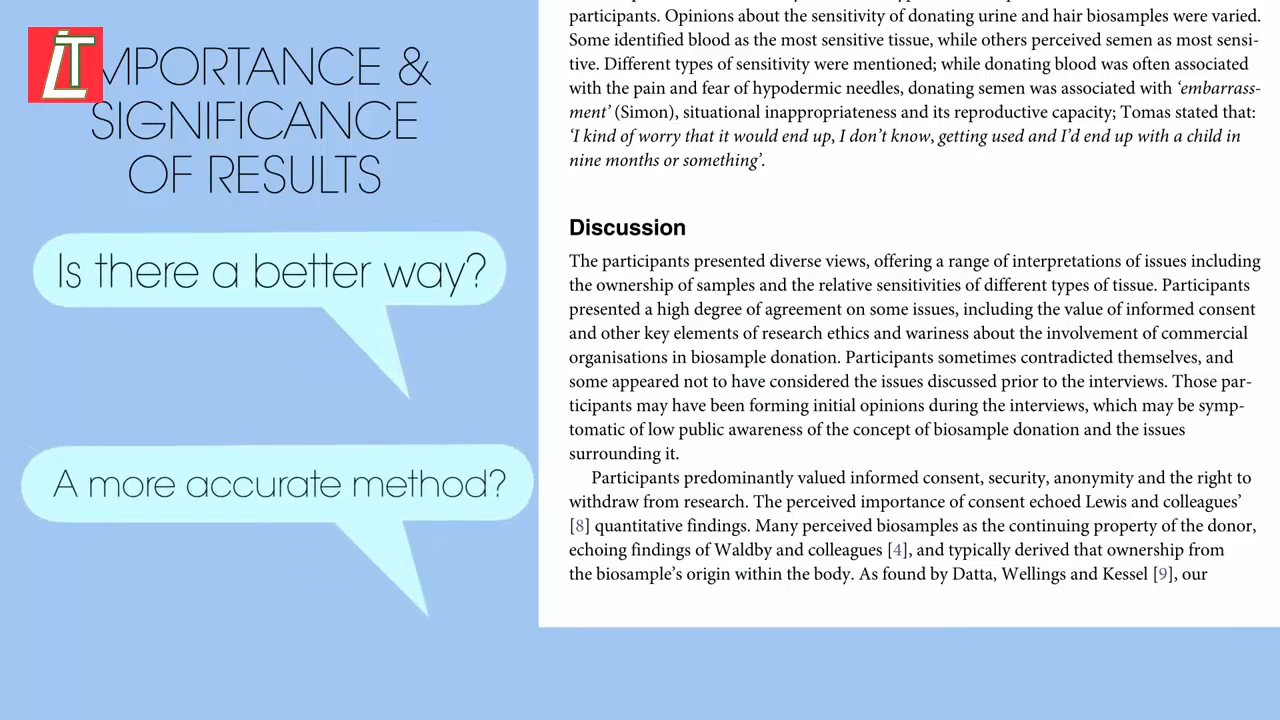 LT
IMPORTANCE &
SIGNIFICANCE
OF RESULTS
Is there a better way?
A more accurate method?
participants. Opinions about the sensitivity of donating urine and hair biosamples were varied.
Some identified blood as the most sensitive tissue, while others perceived semen as most sensi-
tive. Different types of sensitivity were mentioned; while donating blood was often associated
with the pain and fear of hypodermic needles, donating semen was associated with ‘embarrass-
ment’ (Simon), situational inappropriateness and its reproductive capacity; Tomas stated that:
‘I kind of worry that it would end up, I don’t know, getting used and I’d end up with a child in
nine months or something’.
Discussion
The participants presented diverse views, offering a range of interpretations of issues including
the ownership of samples and the relative sensitivities of different types of tissue. Participants
presented a high degree of agreement on some issues, including the value of informed consent
and other key elements of research ethics and wariness about the involvement of commercial
organisations in biosample donation. Participants sometimes contradicted themselves, and
some appeared not to have considered the issues discussed prior to the interviews. Those par-
ticipants may have been forming initial opinions during the interviews, which may be symp-
tomatic of low public awareness of the concept of biosample donation and the issues
surrounding it.
Participants predominantly valued informed consent, security, anonymity and the right to
withdraw from research. The perceived importance of consent echoed Lewis and colleagues’
[8] quantitative findings. Many perceived biosamples as the continuing property of the donor,
echoing findings of Waldby and colleagues [4], and typically derived that ownership from
the biosample’s origin within the body. As found by Datta, Wellings and Kessel [9], our